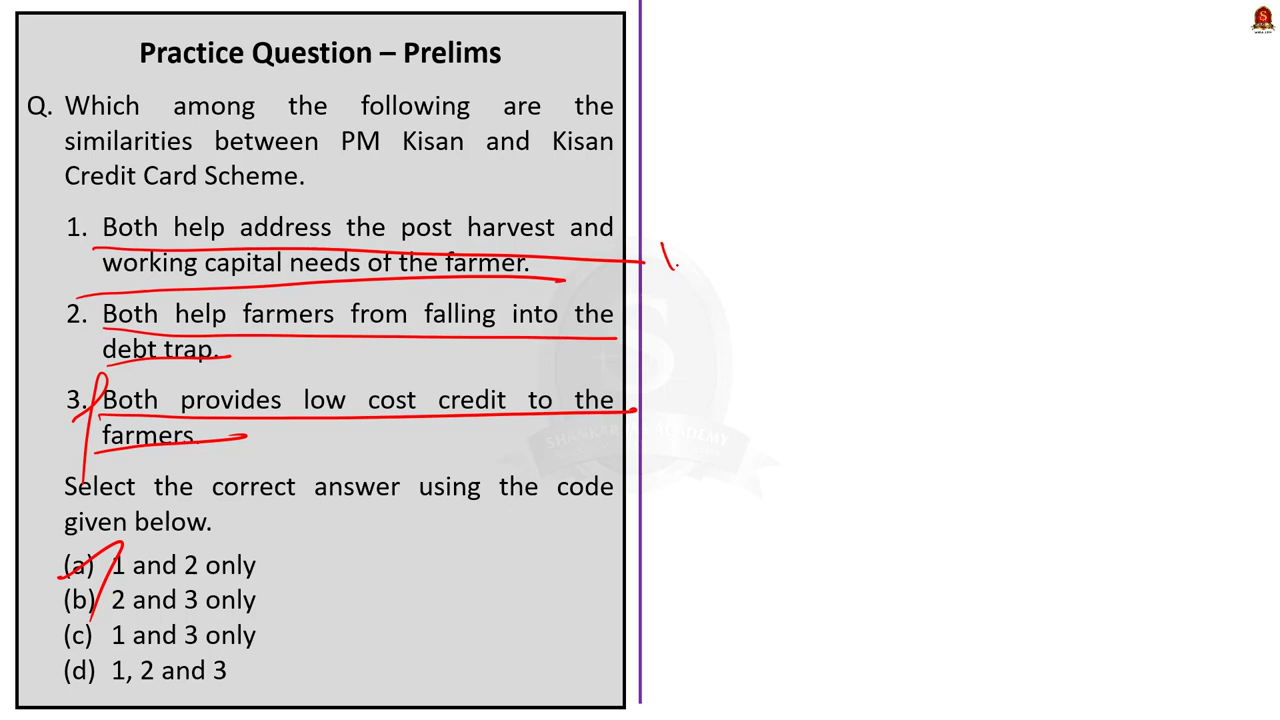 Practice Question – Prelims
Q. Which among the following are the
similarities between PM Kisan and Kisan
Credit Card Scheme.
1. Both help address the post harvest and
working capital needs of the farmer.
2. Both help farmers from falling into the
debt trap.
3. Both provides low cost credit to the
farmers.
Select the correct answer using the code
given below.
(a) 1 and 2 only
(b) 2 and 3 only
(c) 1 and 3 only
(d) 1, 2 and 3